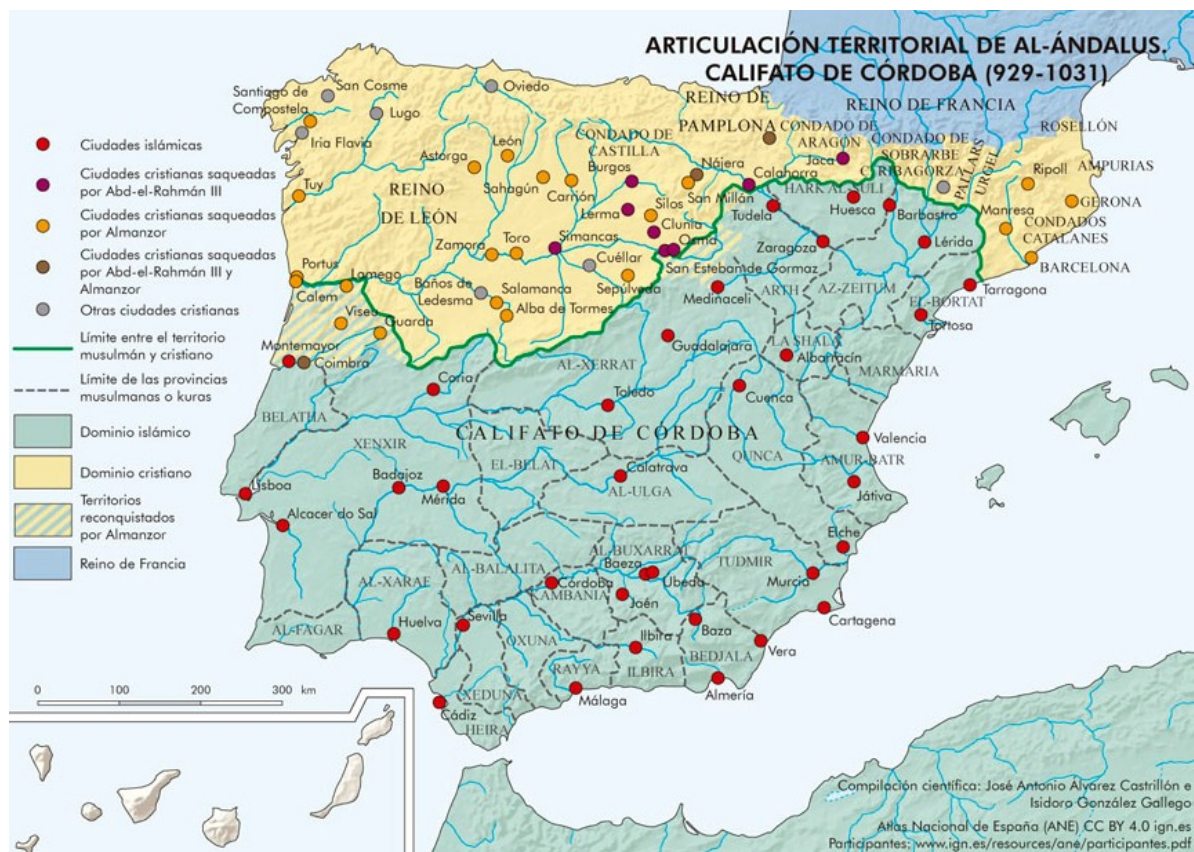 ARTICULACIÓN TERRITORIAL DE AL-ÁNDALUS.
CALIFATO DE CÓRDOBA (929-1031)
Ciudades islámicas
Ciudades cristianas saqueadas
por Abd-el-Rahmán III
Ciudades cristianas saqueadas
por Almanzor
Ciudades cristianas saqueadas
por Abd-el-Rahmán III y
Almanzor
Otras ciudades cristianas
Límite entre el territorio
musulmán y cristiano
Límite de las provincias
musulmanas o kuras
Dominio islámico
Dominio cristiano
Territorios
reconquistados
por Almanzor
Reino de Francia
REINO DE FRANCIA
REINO DE
PAMPLONA
CONDADO DE
ARAGÓN
CONDADO DE
SOBRARBE
Y RIBAGORZA
PALLARS
URGEL
ROSELLÓN
AMPURIAS
GERONA
CONDADOS
CATALANES
BARCELONA
CONDADO DE
CASTILLA
REINO
DE LEÓN
Santiago de
Compostela
San Cosme
Oviedo
Lugo
Iria Flavia
Tuy
Astorga
León
Sahagún
Carrión
Burgos
Nájera
San Millán
Calahorra
Jaca
Ripoll
Manresa
Lerma
Silos
Clunia
Osma
San Esteban de Gormaz
Simancas
Cuéllar
Sepúlveda
Zamora
Toro
Baños de
Ledesma
Salamanca
Alba de Tormes
Portus
Calem
Lamego
Viseu
Guarda
Montemayor
Coimbra
HARK AL-SULI
Tudela
Huesca
Barbastro
Zaragoza
Lérida
Tarragona
Tortosa
Medinaceli
ARTH
AZ-ZEITUM
EL-BORTAT
LA SHALA
Albarracín
MARMARIA
Guadalajara
AL-XERRAT
Coria
Toledo
Cuenca
BELATHA
XENXIR
CALIFATO DE CÓRDOBA
EL-BELAT
QUNCA
Valencia
AMUR-BATR
Játiva
Lisboa
Badajoz
Mérida
Calatrava
AL-ULGA
Alcacer do Sal
Elche
AL-BUXARRAT
TUDMIR
Baeza
Ubeda
Murcia
Cartagena
AL-XARAE
AL-BALALITA
Córdoba
KAMBANIA
Jaén
AL-FAGAR
Huelva
Sevilla
OXUNA
Ilbira
Baza
BEDJALA
Vera
RAYYA
ILBIRA
Almería
Málaga
XEDUNA
Cádiz
HEIRA
0 100 200 300 km
Compilación científica: José Antonio Álvarez Castrillón e
Isidoro González Gallego
Atlas Nacional de España (ANE) CC BY 4.0 ign.es
Participantes: www.ign.es/resources/ane/participantes.pdf